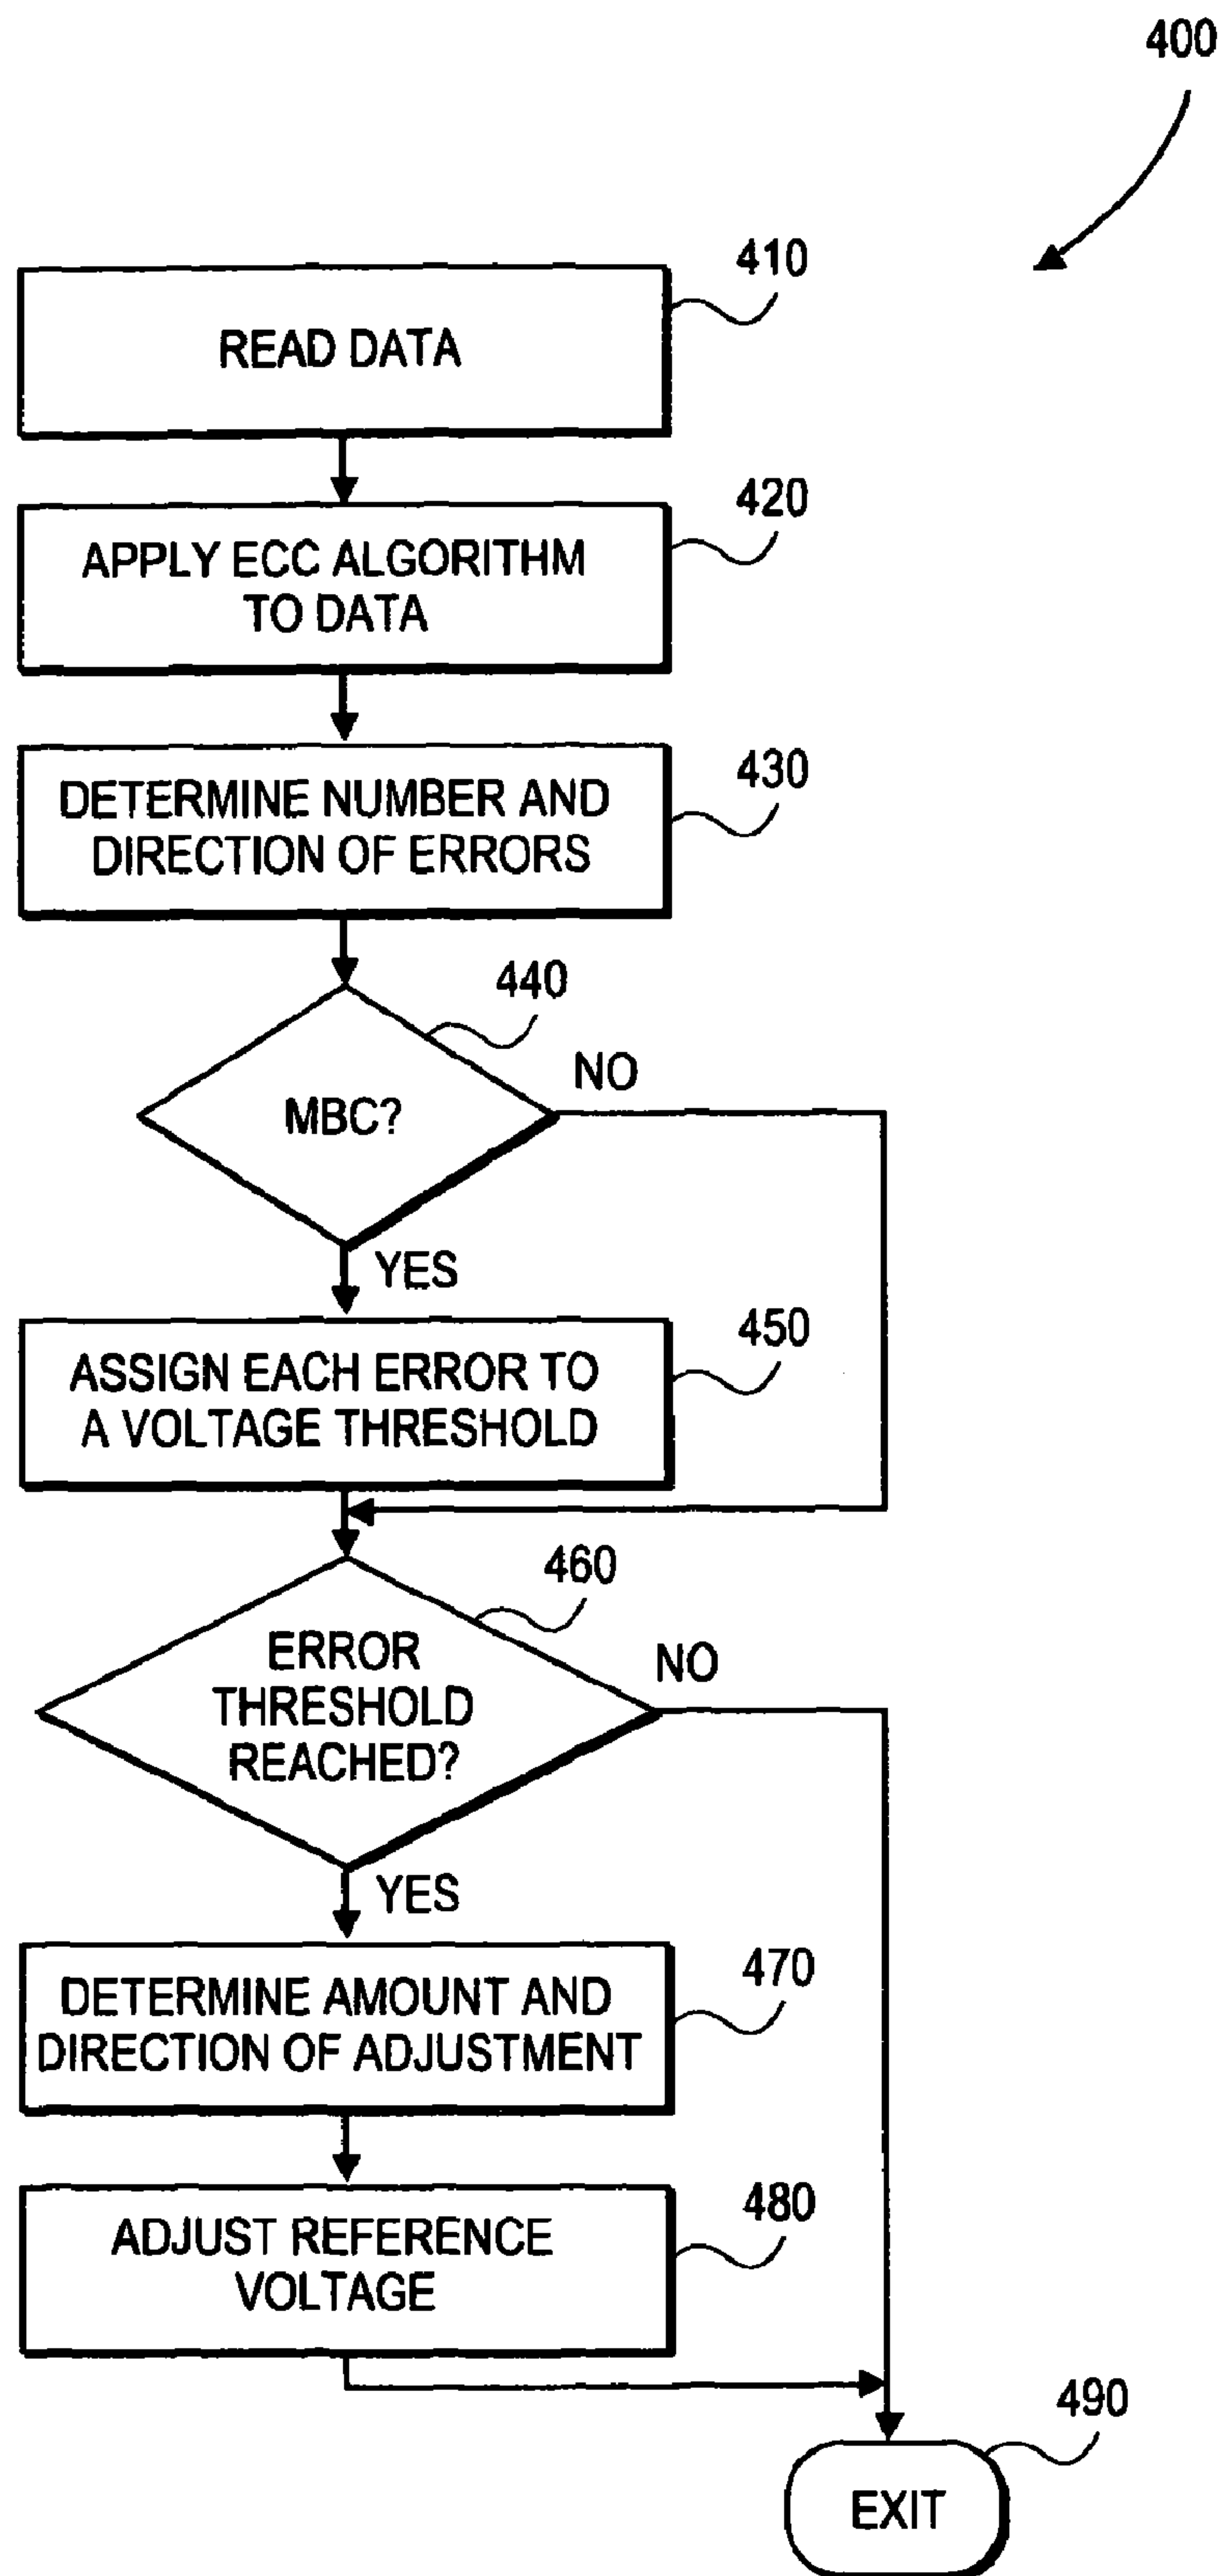 400
410
READ DATA
420
APPLY ECC ALGORITHM
TO DATA
430
DETERMINE NUMBER AND
DIRECTION OF ERRORS
440
NO
MBC?
YES
450
ASSIGN EACH ERROR TO
A VOLTAGE THRESHOLD
460
NO
ERROR
THRESHOLD
REACHED?
YES
470
DETERMINE AMOUNT AND
DIRECTION OF ADJUSTMENT
480
ADJUST REFERENCE
VOLTAGE
490
EXIT